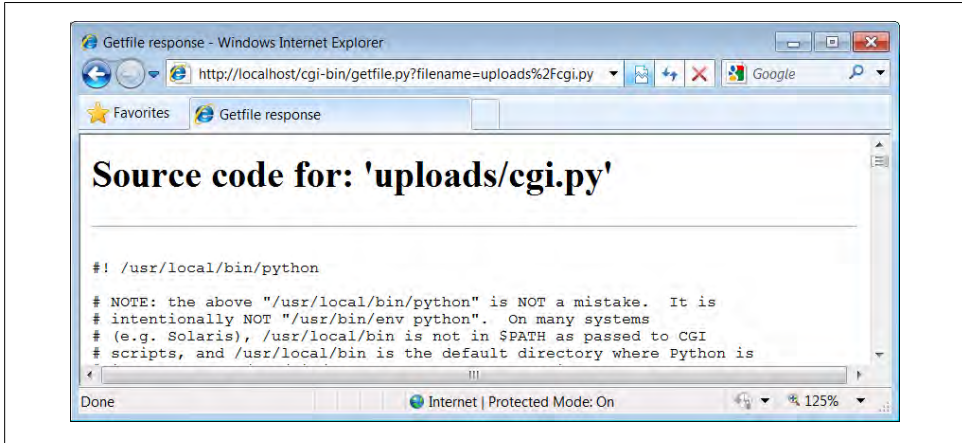 Getfile response - Windows Internet Explorer
http://localhost/cgi-bin/getfile.py?filename=uploads%2Fcgi.py
Google
Favorites
Getfile response
Source code for: 'uploads/cgi.py'
#! /usr/local/bin/python
# NOTE: the above "/usr/local/bin/python" is NOT a mistake.  It is
# intentionally NOT "/usr/bin/env python".  On many systems
# (e.g. Solaris), /usr/local/bin is not in $PATH as passed to CGI
# scripts, and /usr/local/bin is the default directory where Python is
Done
Internet | Protected Mode: On
125%